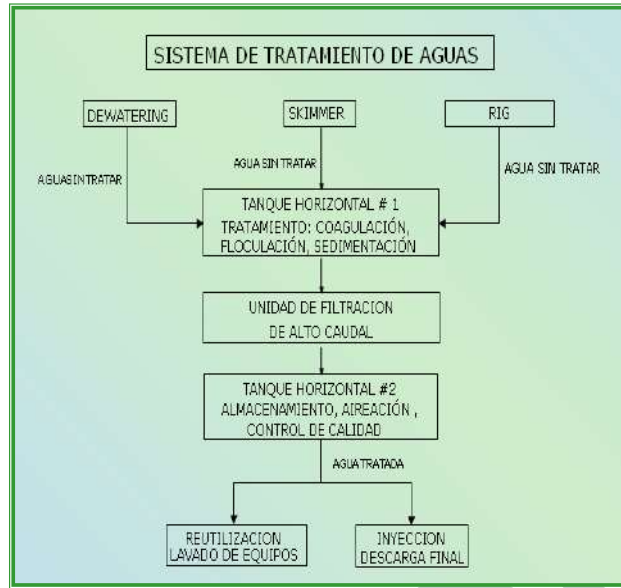 SISTEMA DE TRATAMIENTO DE AGUAS
DEWATERING
SKIMMER
RIG
AGUASINTRATAR
AGUA SIN TRATAR
AGUA SIN TRATAR
TANQUE HORIZONTAL # 1
TRATAMIENTO: COAGULACIÓN,
FLOCULACIÓN, SEDIMENTACIÓN
UNIDAD DE FILTRACION
DE ALTO CAUDAL
TANQUE HORIZONTAL #2
ALMACENAMIENTO, AIREACIÓN ,
CONTROL DE CALIDAD
AGUATRATADA
REUTILIZACION
LAVADO DE EQUIPOS
INYECCION
DESCARGA FINAL